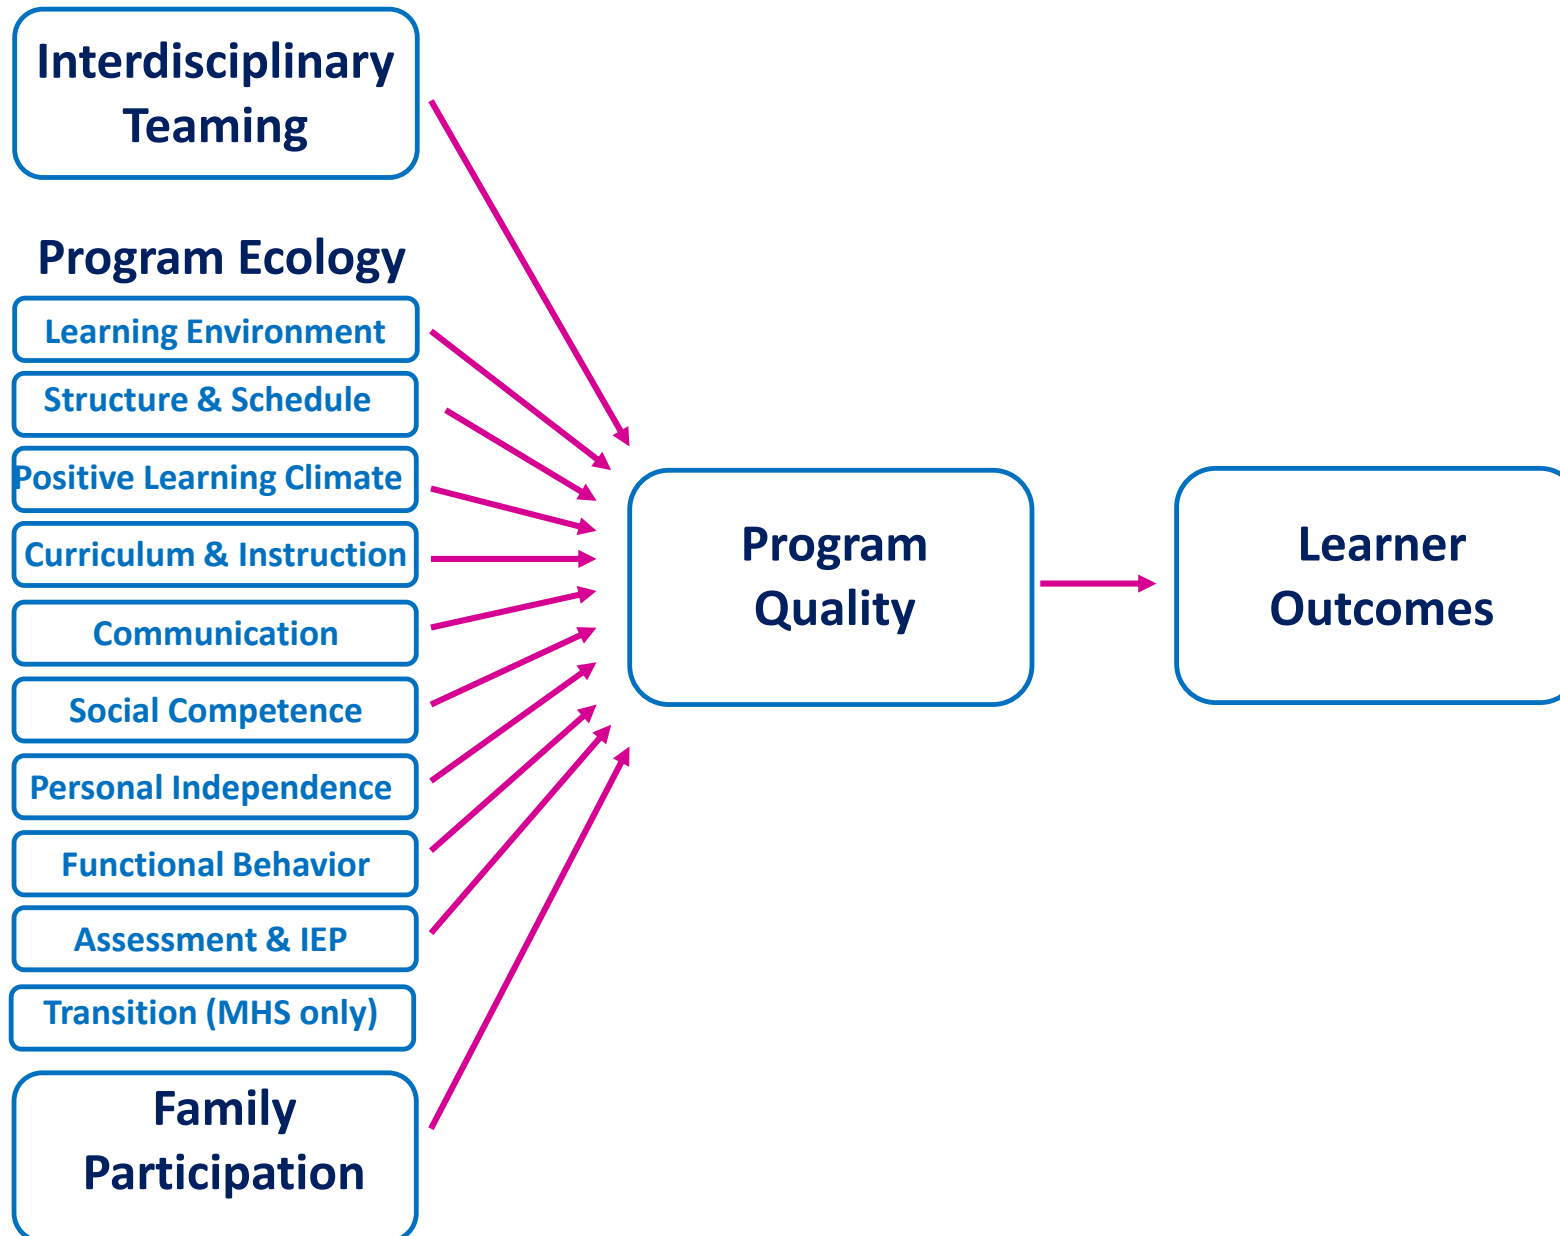 Interdisciplinary
Teaming
Program Ecology
Learning Environment
Structure & Schedule
Positive Learning Climate
Curriculum & Instruction
Communication
Social Competence
Personal Independence
Functional Behavior
Assessment & IEP
Transition (MHS only)
Family
Participation
Program
Quality
Learner
Outcomes